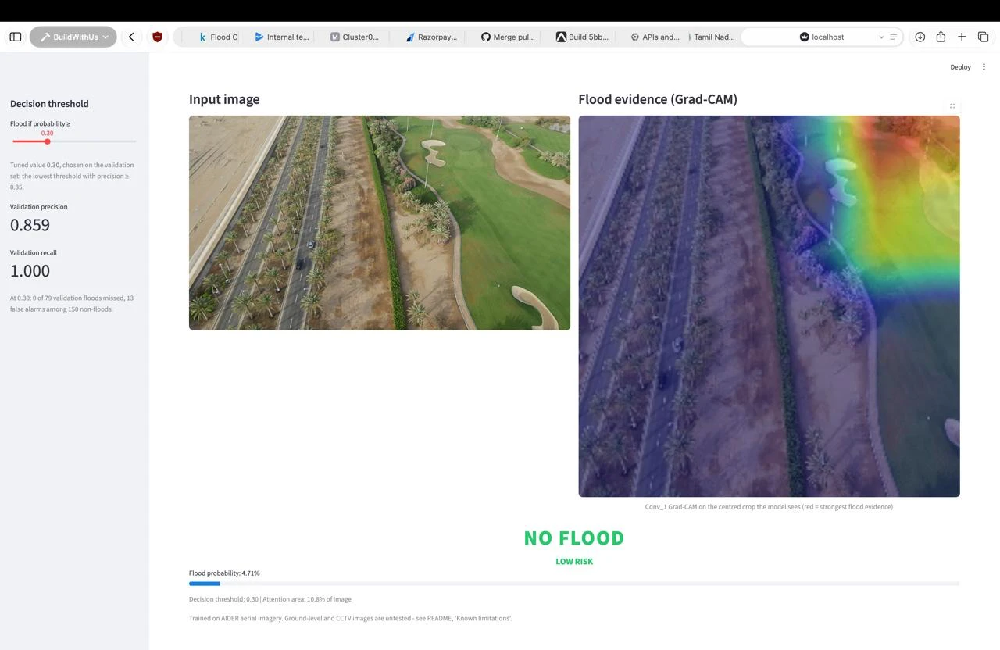 BuildWithUs
Flood C
Internal te...
Cluster0...
Razorpay...
Merge pul...
Build 5bb...
APIs and...
Tamil Nad...
localhost
Deploy
Decision threshold
Flood if probability ≥
0.30
Tuned value 0.30, chosen on the validation
set: the lowest threshold with precision ≥
0.85.
Validation precision
0.859
Validation recall
1.000
At 0.30: 0 of 79 validation floods missed, 13
false alarms among 150 non-floods.
Input image
Flood evidence (Grad-CAM)
Conv_1 Grad-CAM on the centred crop the model sees (red = strongest flood evidence)
NO FLOOD
LOW RISK
Flood probability: 4.71%
Decision threshold: 0.30 | Attention area: 10.8% of image
Trained on AIDER aerial imagery. Ground-level and CCTV images are untested - see README, 'Known limitations'.